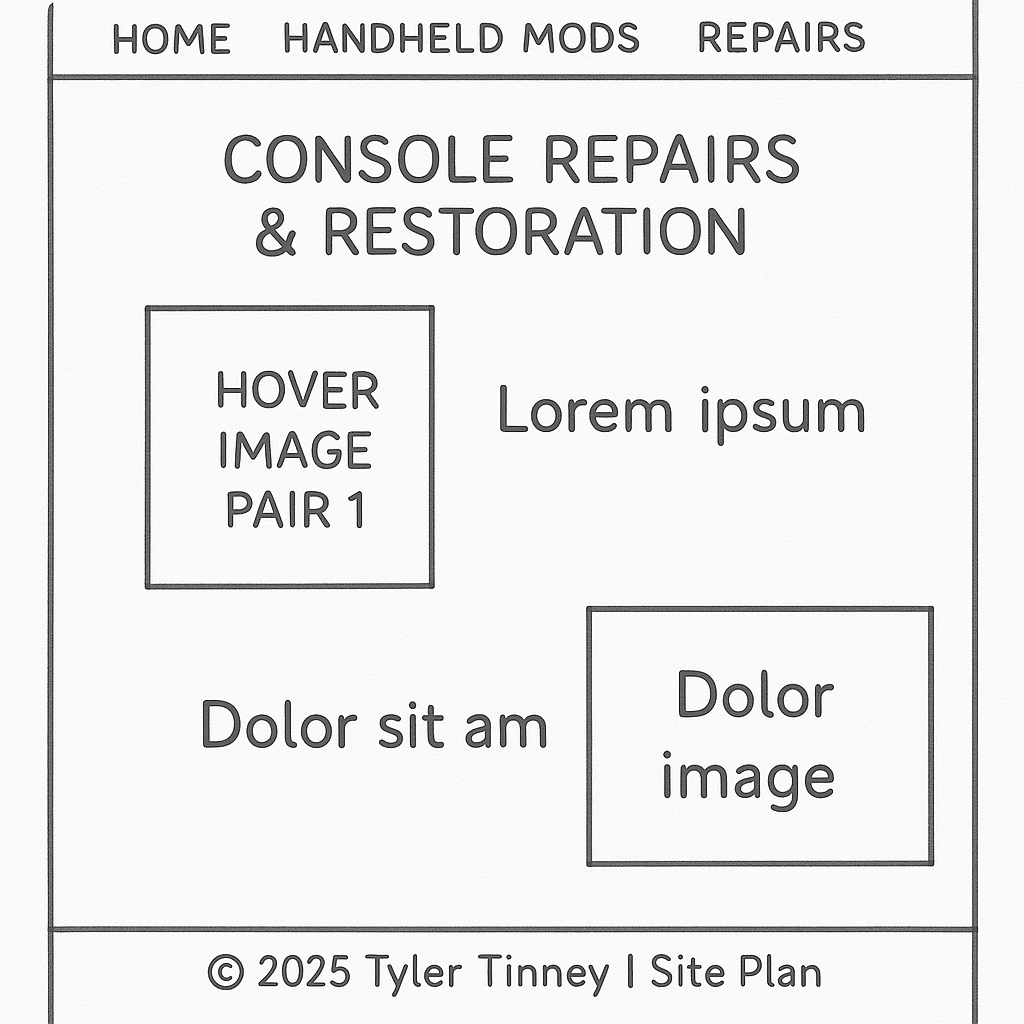 HOME HANDHELD MODS REPAIRS
CONSOLE REPAIRS
& RESTORATION
HOVER
IMAGE
PAIR 1
Lorem ipsum
Dolor sit am
Dolor
image
© 2025 Tyler Tinney | Site Plan